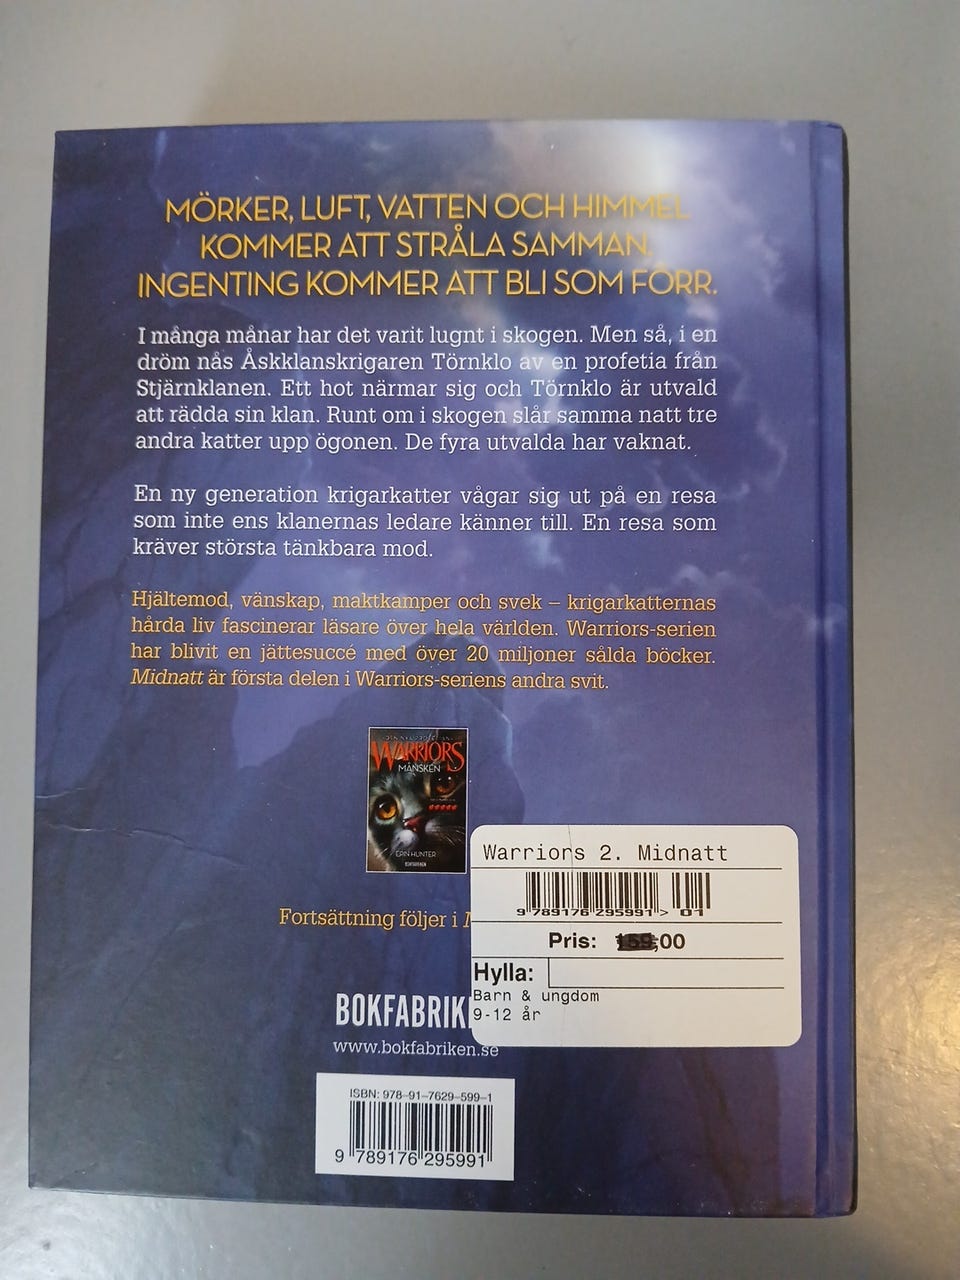 MÖRKER, LUFT, VATTEN OCH HIMMEL
KOMMER ATT STRÅLA SAMMAN.
INGENTING KOMMER ATT BLI SOM FÖRR.
I många månar har det varit lugnt i skogen. Men så, i en
dröm nås Åskklanskrigaren Törnklo av en profetia från
Stjärnklanen. Ett hot närmar sig och Törnklo är utvald
att rädda sin klan. Runt om i skogen slår samma natt tre
andra katter upp ögonen. De fyra utvalda har vaknat.
En ny generation krigarkatter vågar sig ut på en resa
som inte ens klanernas ledare känner till. En resa som
kräver största tänkbara mod.
Hjältemod, vänskap, maktkamper och svek – krigarkatternas
hårda liv fascinerar läsare över hela världen. Warriors-serien
har blivit en jättesuccé med över 20 miljoner sålda böcker.
Midnatt är första delen i Warriors-seriens andra svit.
WARRIORS
MÅNSKEN
ERIN HUNTER
BOKFABRIKEN
Fortsättning följer i
Warriors 2. Midnatt
9 789176 295991 > 01
Pris: 159,00
Hylla:
Barn & ungdom
9-12 år
BOKFABRIK
www.bokfabriken.se
ISBN: 978-91-7629-599-1
9 789176 295991